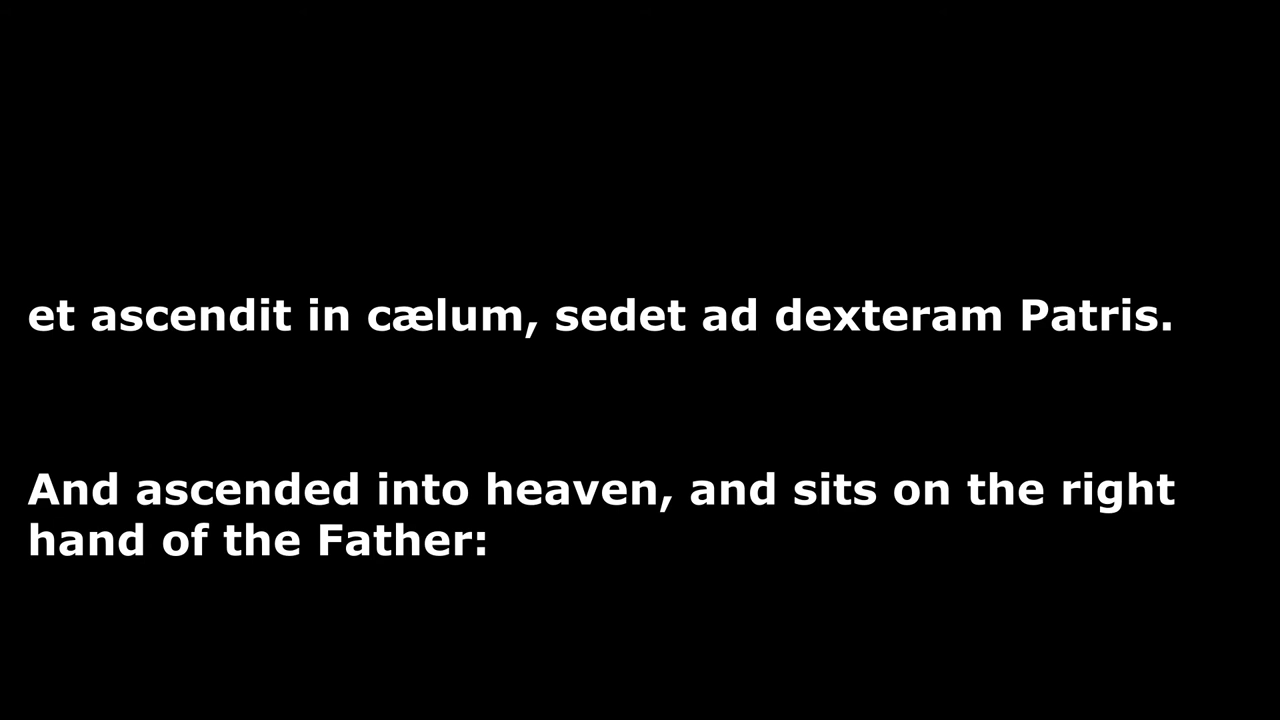 et ascendit in cælum, sedet ad dexteram Patris.
And ascended into heaven, and sits on the right
hand of the Father: